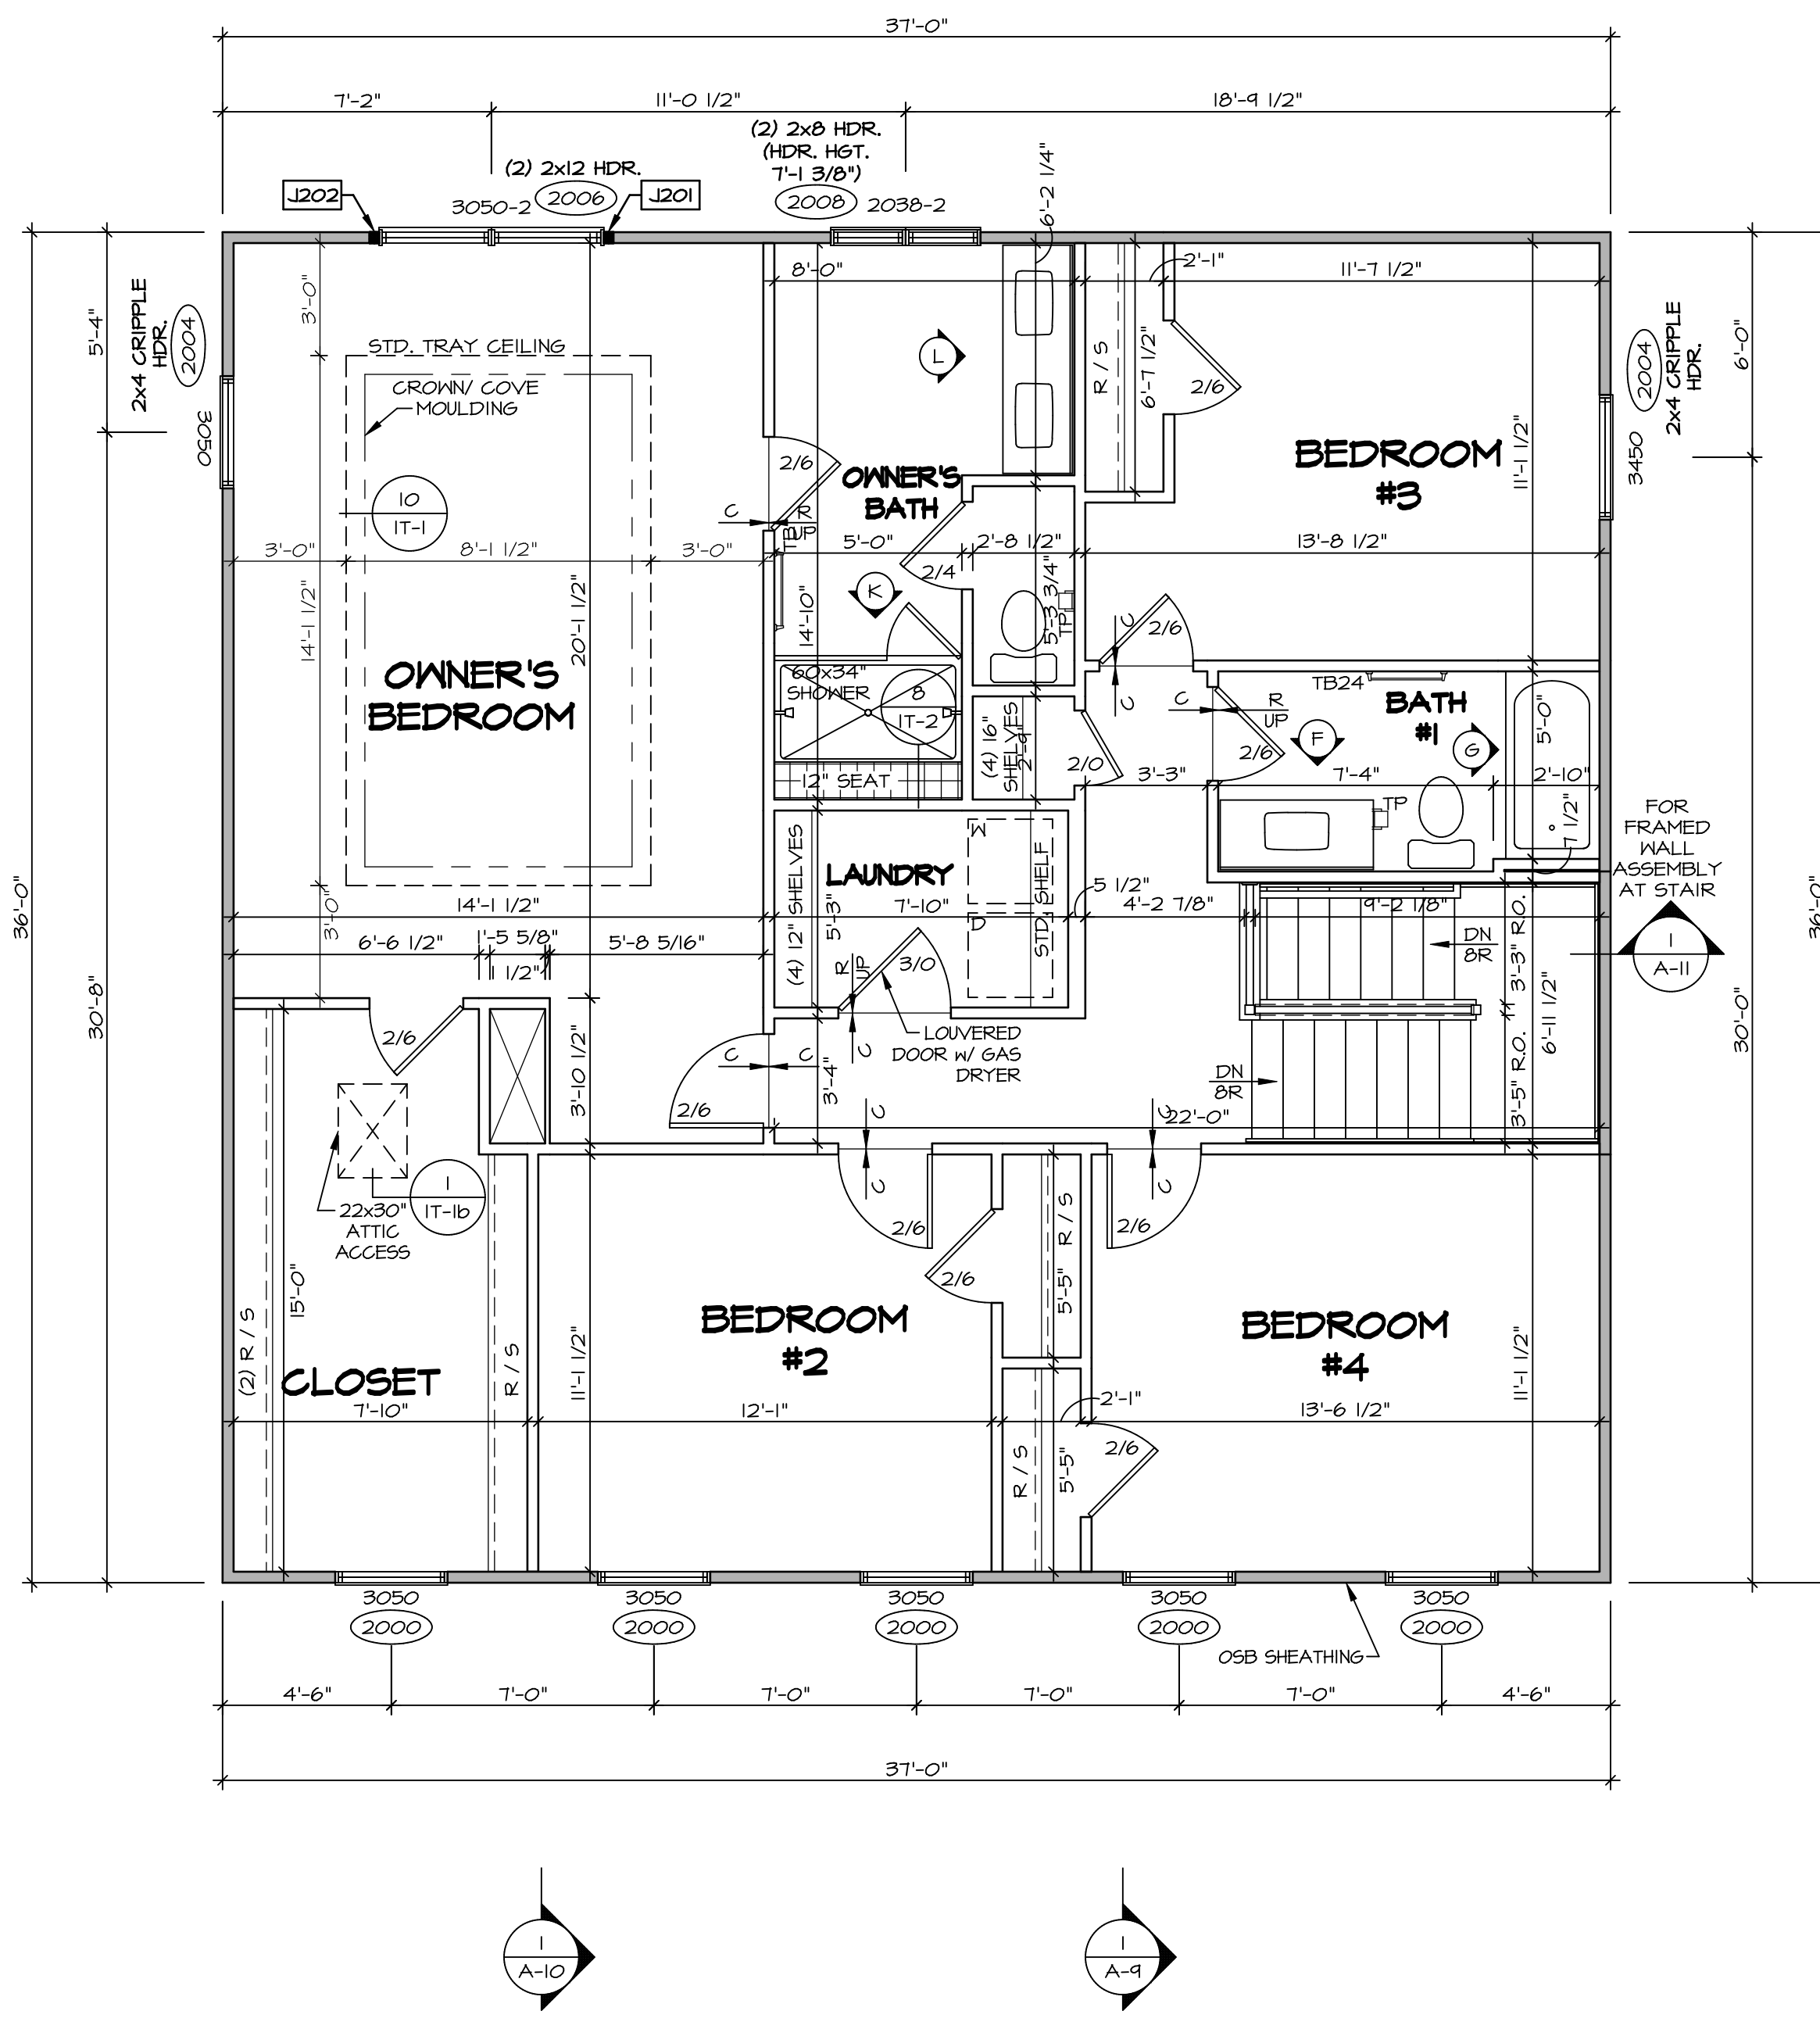 37'-0"
7'-2"
11'-0 1/2"
18'-9 1/2"
(2) 2x8 HDR.
(HDR. HGT.
7'-1 3/8")
(2) 2x12 HDR.
J202
3050-2
2006
J201
2008
2038-2
6'-2 1/4"
5'-4"
2x4 CRIPPLE
HDR.
2004
3050
36'-0"
30'-8"
3'-0"
STD. TRAY CEILING
CROWN/ COVE
MOULDING
10
1T-1
3'-0"
8'-1 1/2"
3'-0"
14'-1 1/2"
20'-1 1/2"
OWNER'S
BEDROOM
3'-0"
14'-1 1/2"
6'-6 1/2"
1'-5 5/8"
1 1/2"
5'-8 5/16"
8'-0"
L
2/6
OWNER'S
BATH
C
R
UP
TB
5'-0"
2'-8 1/2"
2/4
K
14'-10"
5'-3 3/4"
TP
60x34"
SHOWER
8
1T-2
12" SEAT
(4) 16"
SHELVES
2'-9"
2/0
R / S
6'-7 1/2"
2'-1"
2/6
11'-7 1/2"
BEDROOM
#3
11'-1 1/2"
13'-8 1/2"
2004
2x4 CRIPPLE
HDR.
3450
6'-0"
30'-0"
36'-0"
C
2/6
C
C
R
UP
2/6
TB24
BATH
#1
F
G
5'-0"
3'-3"
7'-4"
2'-10"
TP
7 1/2"
FOR
FRAMED
WALL
ASSEMBLY
AT STAIR
1
A-11
(4) 12" SHELVES
LAUNDRY
W
D
STD. SHELF
5'-3"
7'-10"
5 1/2"
4'-2 7/8"
9'-2 1/8"
R
UP
3/0
C
LOUVERED
DOOR W/ GAS
DRYER
DN
8R
3'-3" R.O.
6'-11 1/2"
3'-5" R.O.
DN
8R
2/6
3'-10 1/2"
C
C
3'-4"
2/6
22'-0"
C
C
C
C
22x30"
ATTIC
ACCESS
1
1T-1b
15'-0"
(2) R / S
CLOSET
R / S
7'-10"
2/6
2/6
BEDROOM
#2
11'-1 1/2"
12'-1"
R / S
5'-5"
R / S
5'-5"
2'-1"
2/6
2/6
BEDROOM
#4
11'-1 1/2"
13'-6 1/2"
3050
3050
3050
3050
3050
2000
2000
2000
2000
2000
OSB SHEATHING
4'-6"
7'-0"
7'-0"
7'-0"
7'-0"
4'-6"
37'-0"
1
A-10
1
A-9